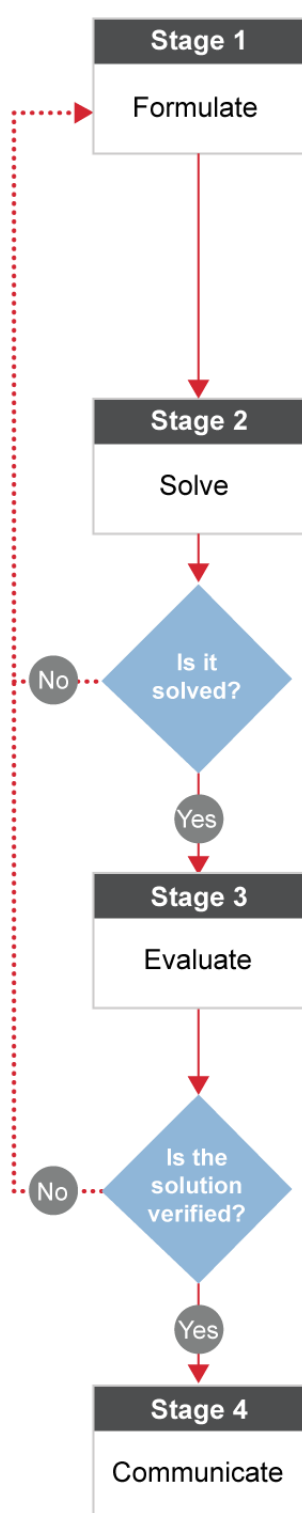 Stage 1
Formulate
Stage 2
Solve
Is it
solved?
No
Yes
Stage 3
Evaluate
Is the
solution
verified?
No
Yes
Stage 4
Communicate